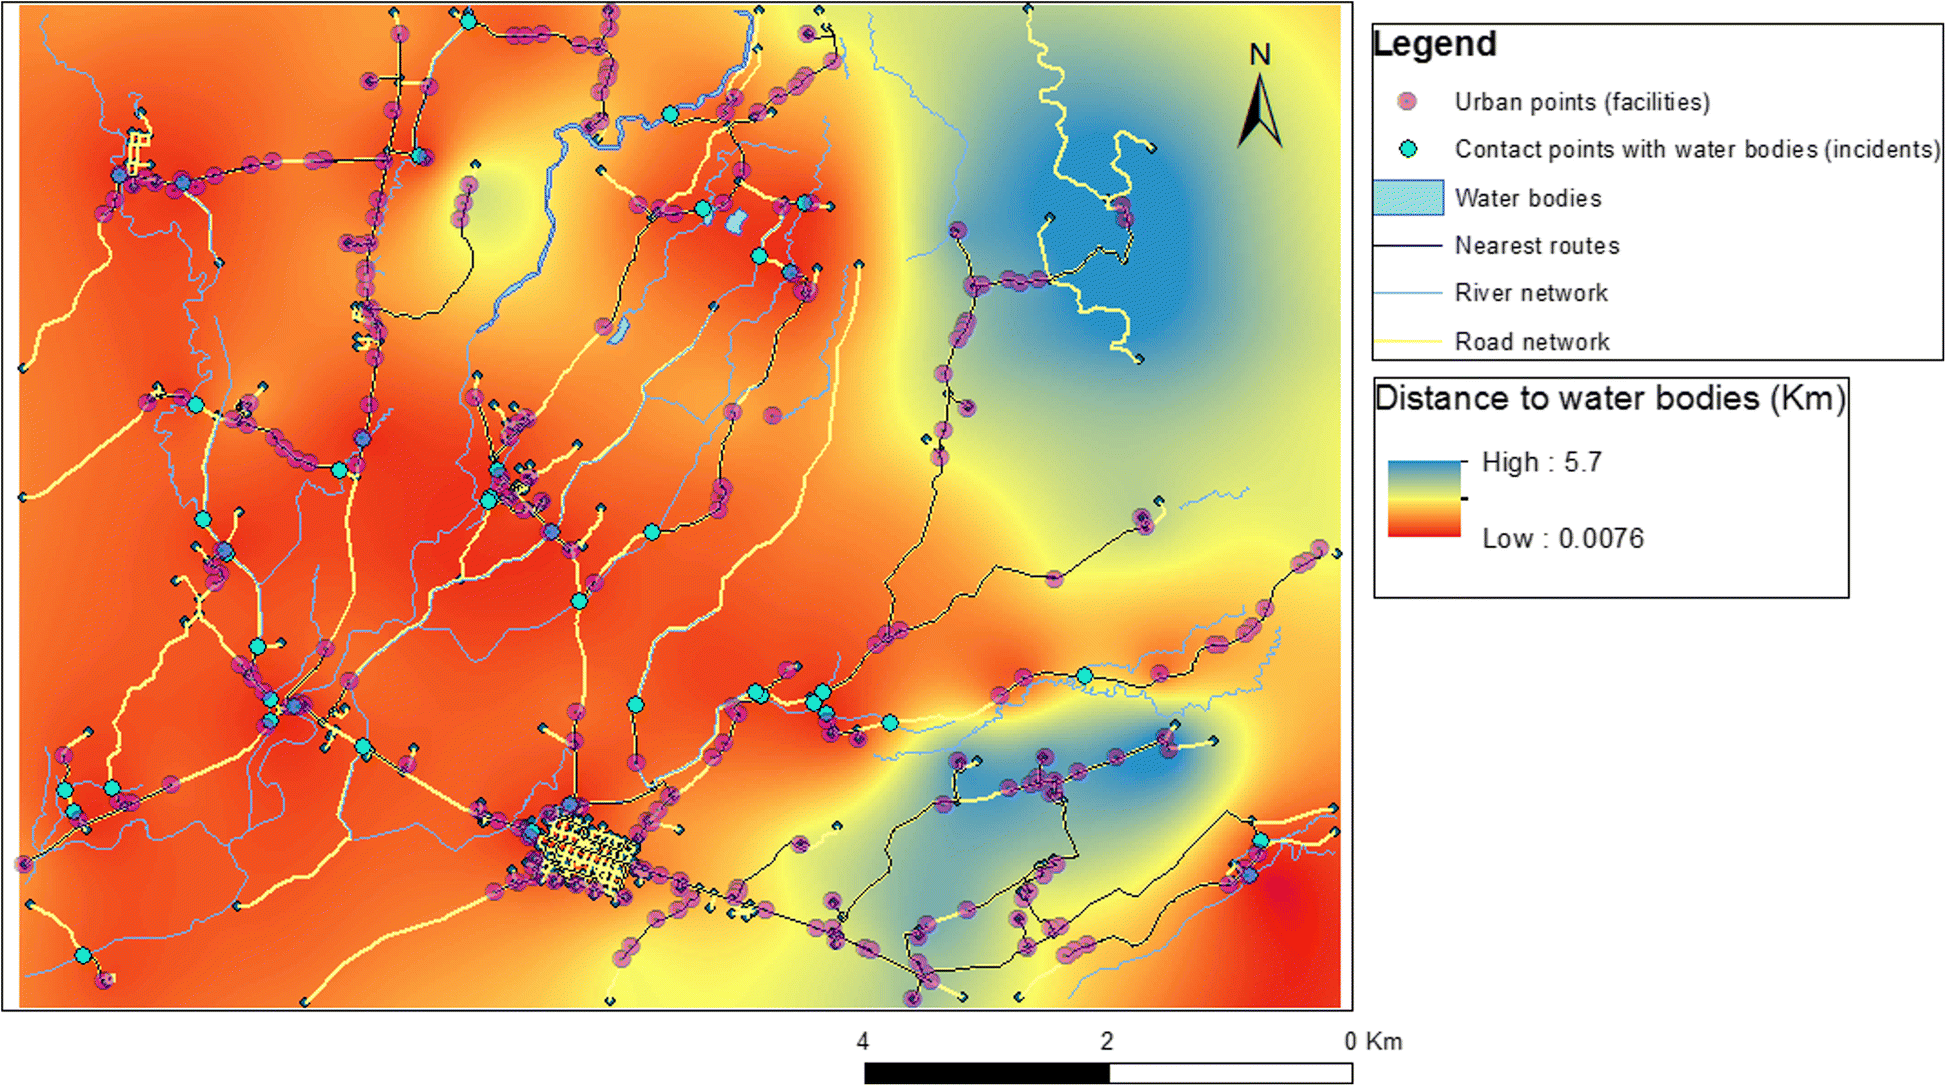 N
Legend
Urban points (facilities)
Contact points with water bodies (incidents)
Water bodies
Nearest routes
River network
Road network
Distance to water bodies (Km)
High : 5.7
Low : 0.0076
4 2 0 Km